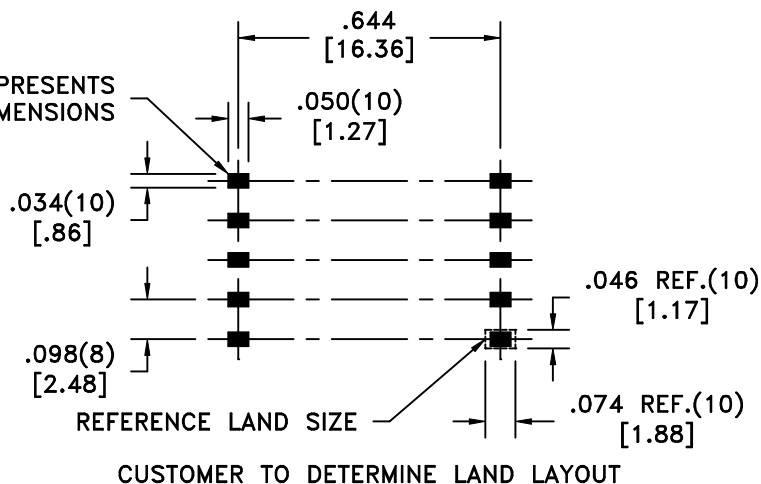 .644
[16.36]
PRESENTS
MENSIONS
.050(10)
[1.27]
.034(10)
[.86]
.046 REF.(10)
[1.17]
.098(8)
[2.48]
REFERENCE LAND SIZE
.074 REF.(10)
[1.88]
CUSTOMER TO DETERMINE LAND LAYOUT